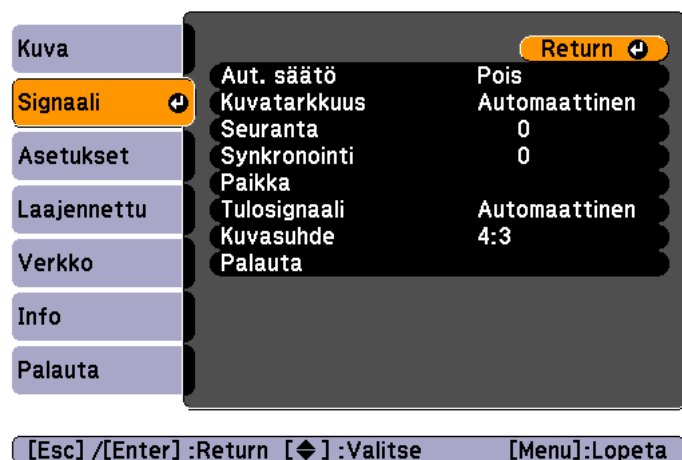 Kuva
Signaali
Asetukset
Laajennettu
Verkko
Info
Palauta
Return
Aut. säätö Pois
Kuvatarkkuus Automaattinen
Seuranta 0
Synkronointi 0
Paikka
Tulosignaali Automaattinen
Kuvasuhde 4:3
Palauta
[Esc] /[Enter] :Return [◆] :Valitse [Menu]:Lopeta